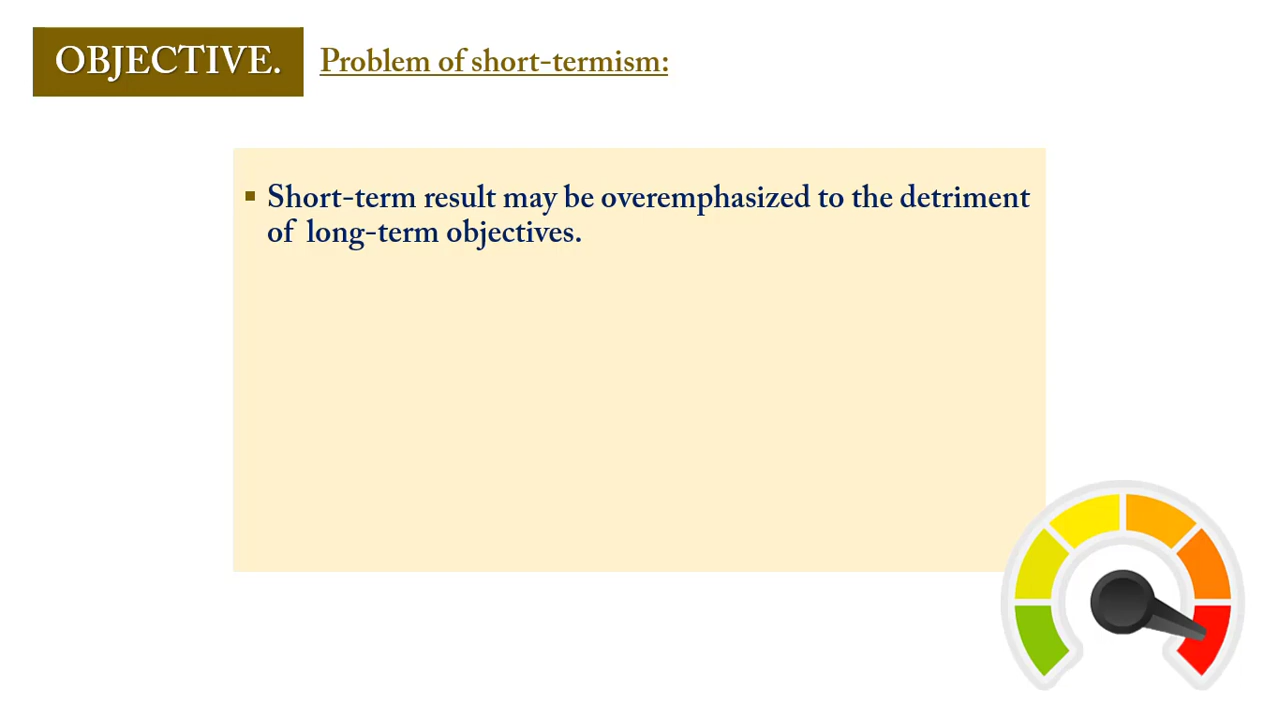 OBJECTIVE.
Problem of short-termism:
▪ Short-term result may be overemphasized to the detriment
of long-term objectives.